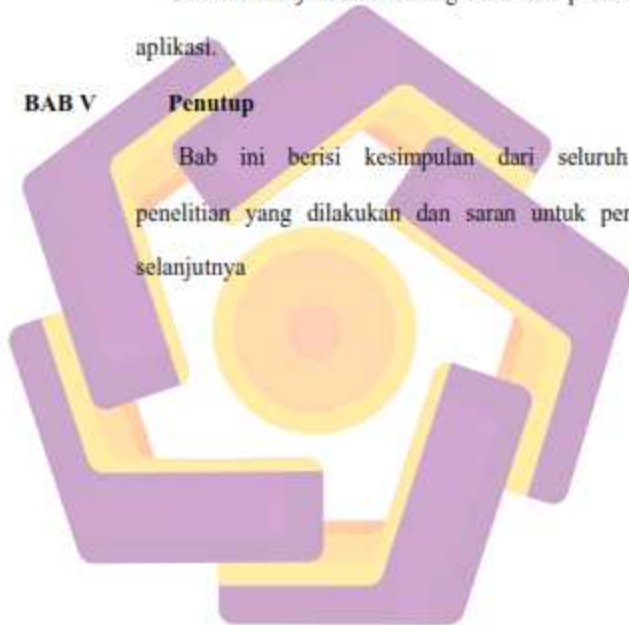 aplikasi.
BAB V Penutup
Bab ini berisi kesimpulan dari seluruh
penelitian yang dilakukan dan saran untuk
selanjutnya